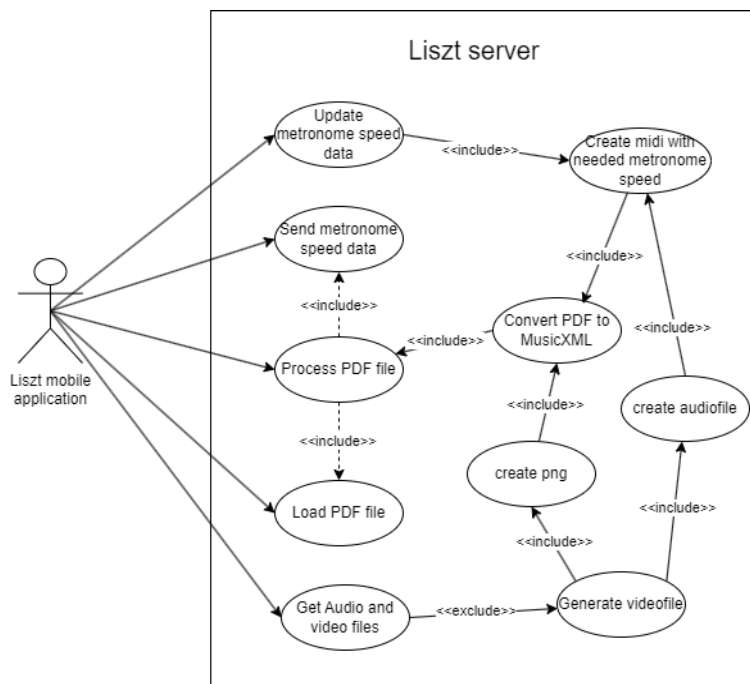 Liszt server
Update
metronome speed
data
<<include>>
Create midi with
needed metronome
speed
Send metronome
speed data
<<include>>
<<include>>
<<include>>
Liszt mobile
application
Process PDF file
<<include>>
Convert PDF to
MusicXML
<<include>>
<<include>>
create audiofile
create png
<<include>>
Load PDF file
<<include>>
Get Audio and
video files
<<exclude>>
Generate videofile